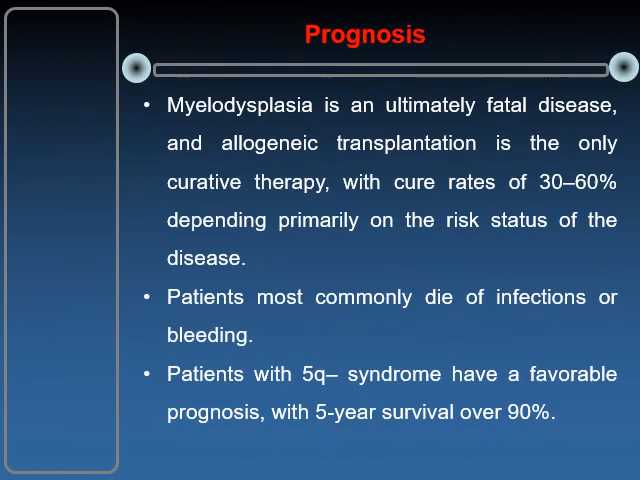 Prognosis
• Myelodysplasia is an ultimately fatal disease,
and allogeneic transplantation is the only
curative therapy, with cure rates of 30–60%
depending primarily on the risk status of the
disease.
• Patients most commonly die of infections or
bleeding.
• Patients with 5q– syndrome have a favorable
prognosis, with 5-year survival over 90%.